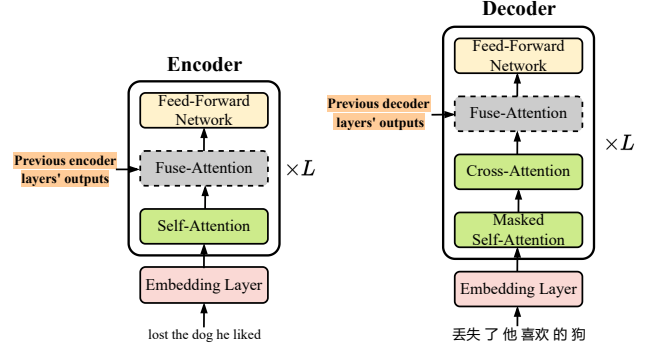 Encoder
Feed-Forward
Network
Previous encoder
layers' outputs
Fuse-Attention
×L
Self-Attention
Embedding Layer
lost the dog he liked
Decoder
Feed-Forward
Network
Previous decoder
layers' outputs
Fuse-Attention
×L
Cross-Attention
Masked
Self-Attention
Embedding Layer
丢失 了 他 喜欢 的 狗